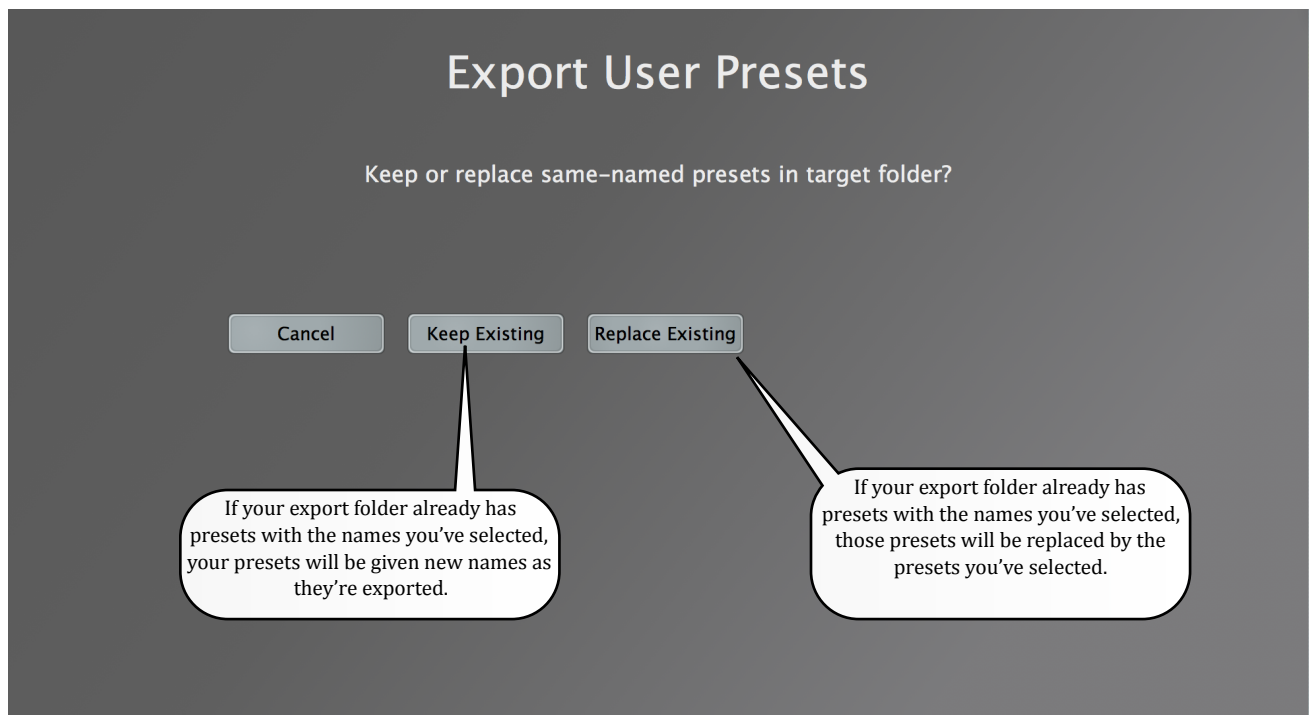 Export User Presets
Keep or replace same-named presets in target folder?
Cancel
Keep Existing
Replace Existing
If your export folder already has
presets with the names you’ve selected,
your presets will be given new names as
they’re exported.
If your export folder already has
presets with the names you’ve selected,
those presets will be replaced by the
presets you’ve selected.